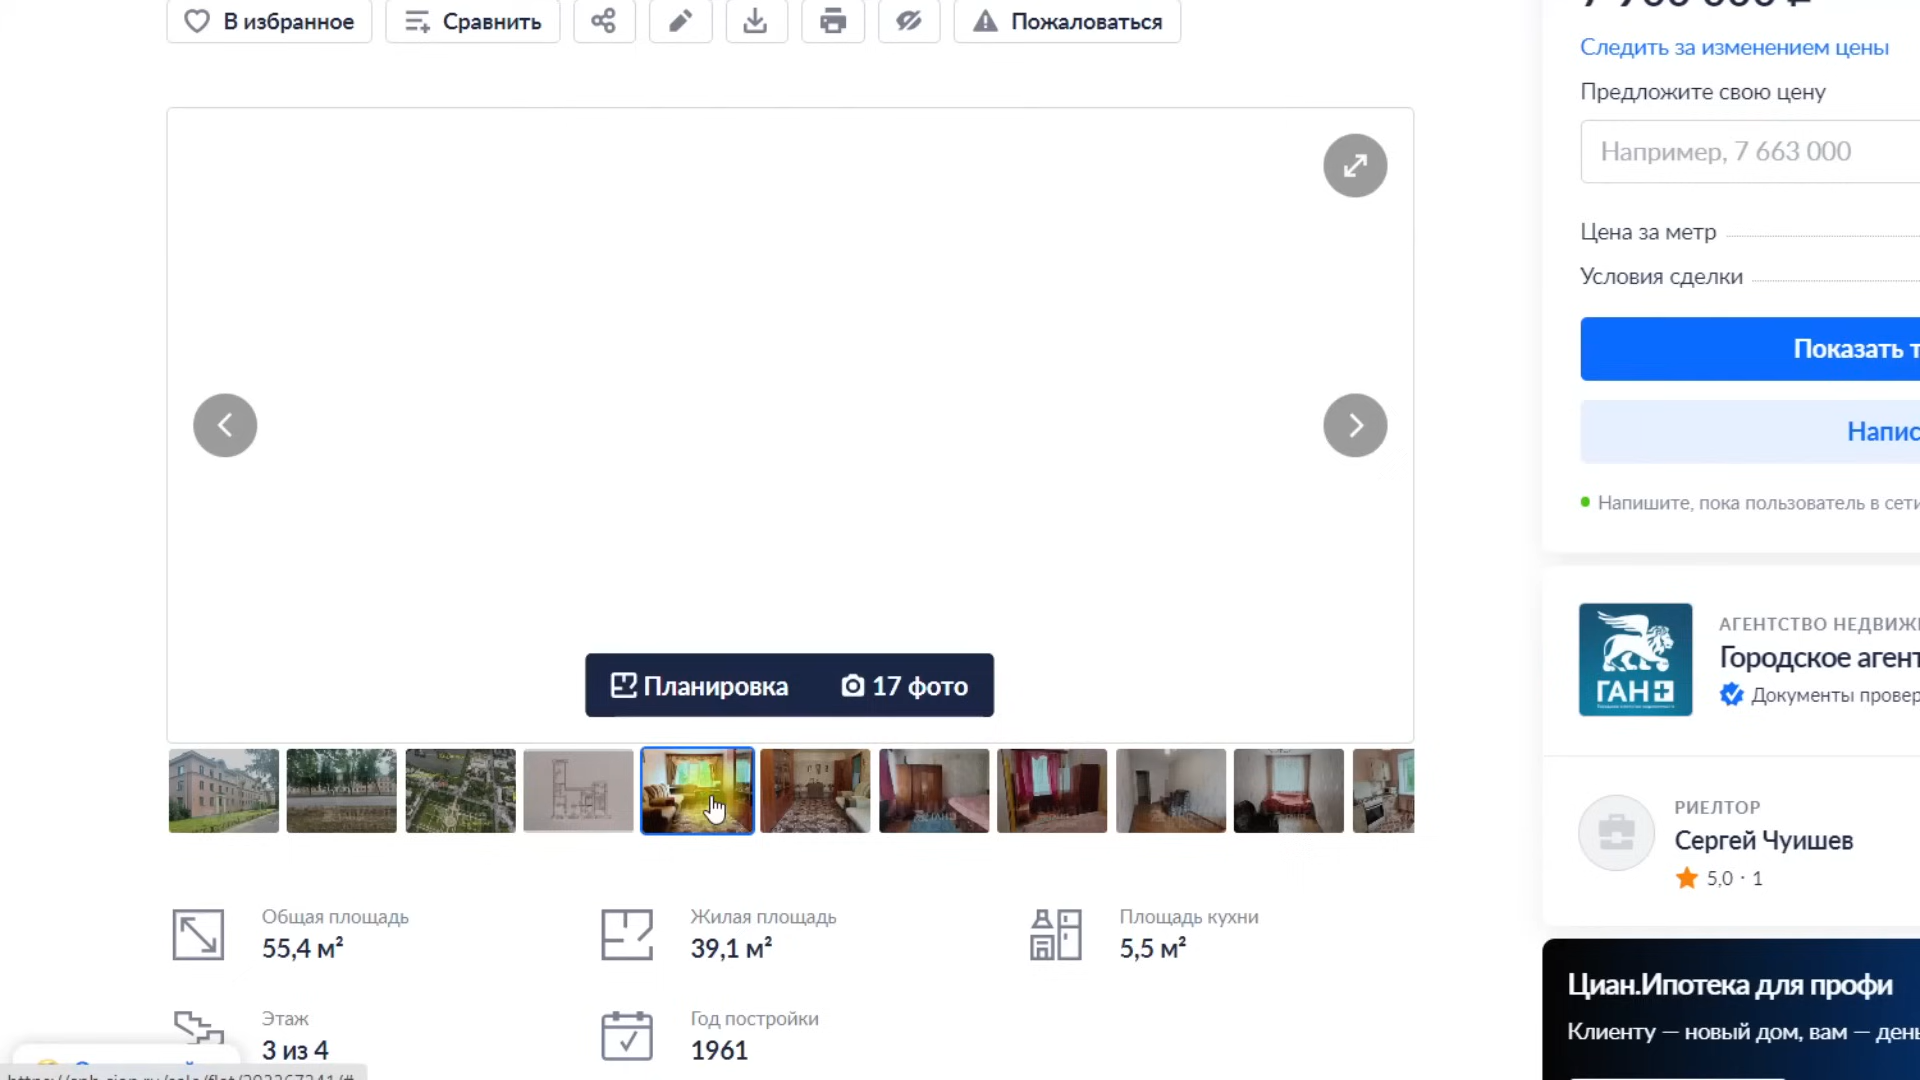 В избранное
Сравнить
Пожаловаться
Следить за изменением цены
Предложите свою цену
Например, 7 663 000
Цена за метр
Условия сделки
Показать т
Напис
Напишите, пока пользователь в сети
Планировка
17 фото
АГЕНТСТВО НЕДВИЖ
Городское агент
Документы провер
ГАН
РИЕЛТОР
Сергей Чуишев
5,0 · 1
Общая площадь
55,4 м²
Жилая площадь
39,1 м²
Площадь кухни
5,5 м²
Этаж
3 из 4
Год постройки
1961
Циан.Ипотека для профи
Клиенту — новый дом, вам — день